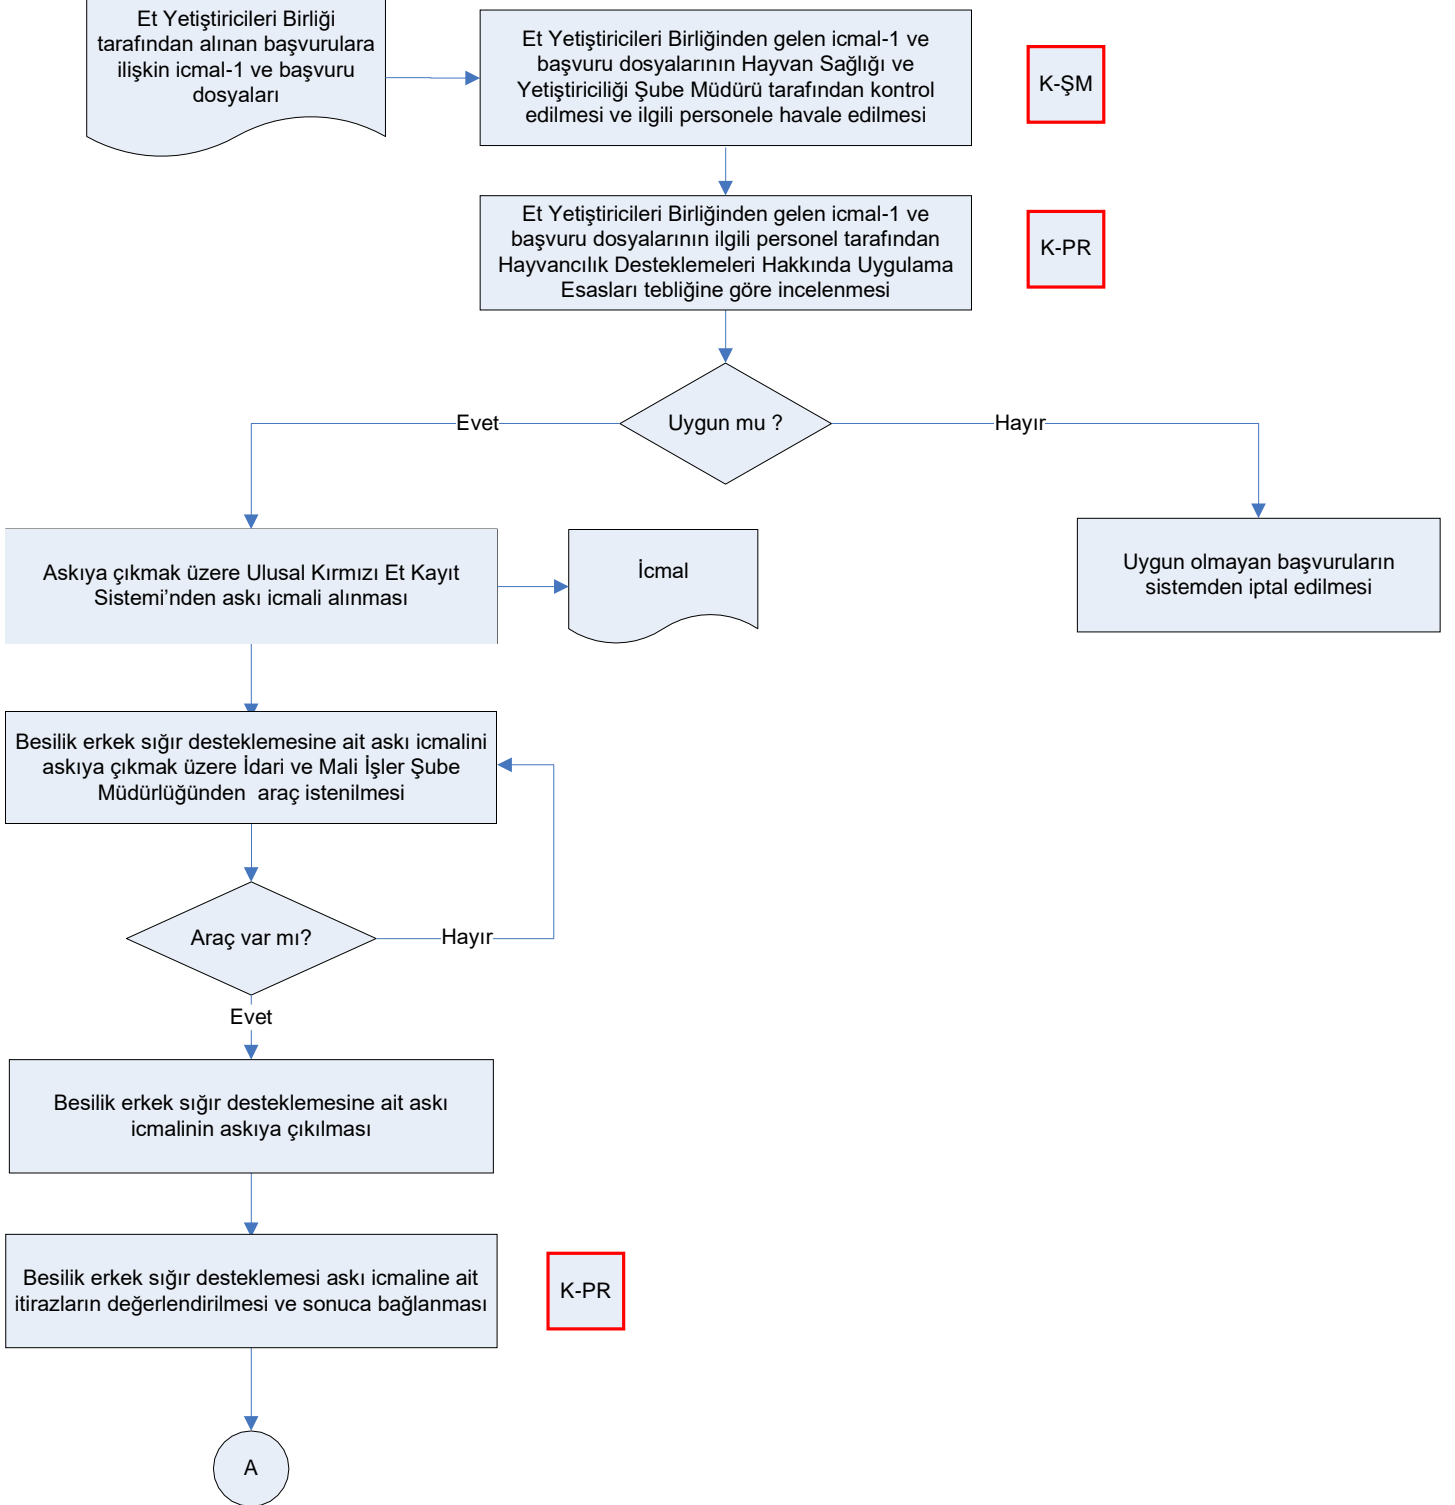 Et Yetiştiricileri Birliği
tarafından alınan başvurulara
ilişkin icmal-1 ve başvuru
dosyaları
Et Yetiştiricileri Birliğinden gelen icmal-1 ve
başvuru dosyalarının Hayvan Sağlığı ve
Yetiştiriciliği Şube Müdürü tarafından kontrol
edilmesi ve ilgili personele havale edilmesi
K-ŞM
Et Yetiştiricileri Birliğinden gelen icmal-1 ve
başvuru dosyalarının ilgili personel tarafından
Hayvancılık Desteklemeleri Hakkında Uygulama
Esasları tebliğine göre incelenmesi
K-PR
Uygun mu ?
Evet
Hayır
Askıya çıkmak üzere Ulusal Kırmızı Et Kayıt
Sistemi’nden askı icmali alınması
İcmal
Uygun olmayan başvuruların
sistemden iptal edilmesi
Besilik erkek sığır desteklemesine ait askı icmalini
askıya çıkmak üzere İdari ve Mali İşler Şube
Müdürlüğünden  araç istenilmesi
Araç var mı?
Hayır
Evet
Besilik erkek sığır desteklemesine ait askı
icmalinin askıya çıkılması
Besilik erkek sığır desteklemesi askı icmaline ait
itirazların değerlendirilmesi ve sonuca bağlanması
K-PR
A